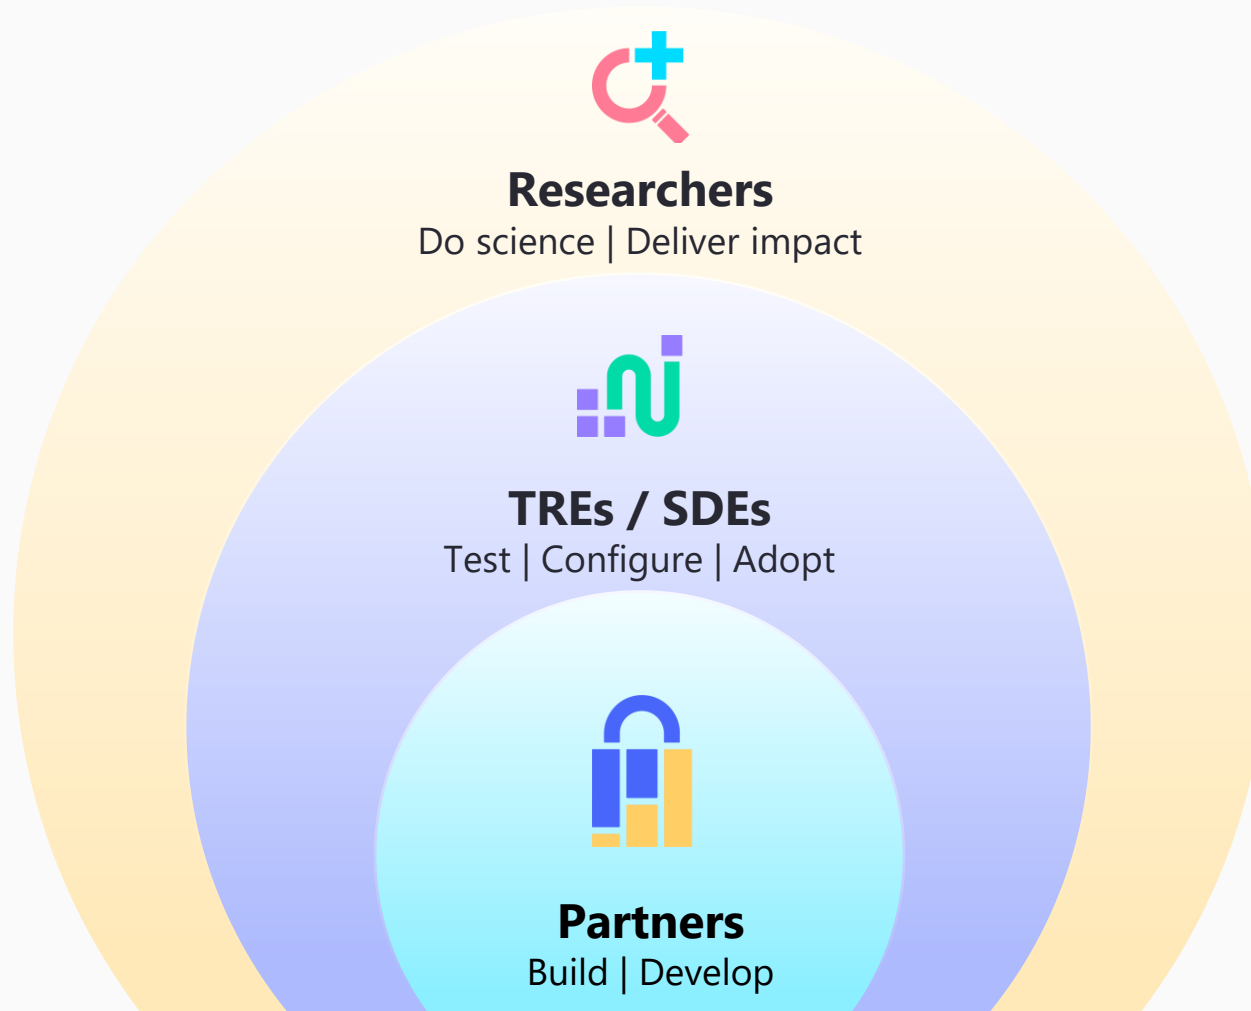 Researchers
Do science | Deliver impact
TREs / SDEs
Test | Configure | Adopt
Partners
Build | Develop